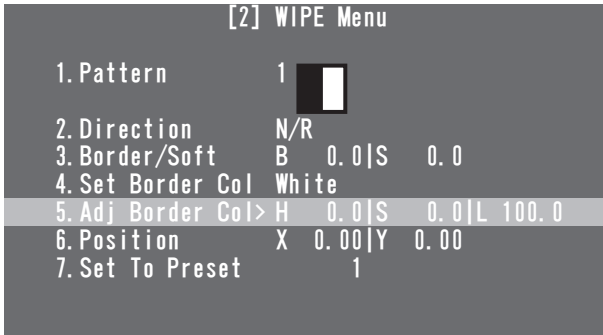 [2] WIPE Menu
1. Pattern 1
2. Direction N/R
3. Border/Soft B 0.0|S 0.0
4. Set Border Col White
5. Adj Border Col> H 0.0|S 0.0|L 100.0
6. Position X 0.00|Y 0.00
7. Set To Preset 1